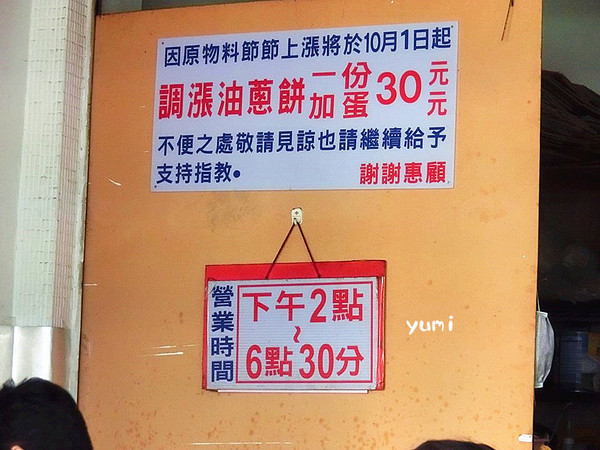 因原物料節節上漲將於10月1日起
調漲油蔥餅一份30元
加蛋 元
不便之處敬請見諒也請繼續給予
支持指教•
謝謝惠顧
營業時間
下午2點
~
6點30分
yumi